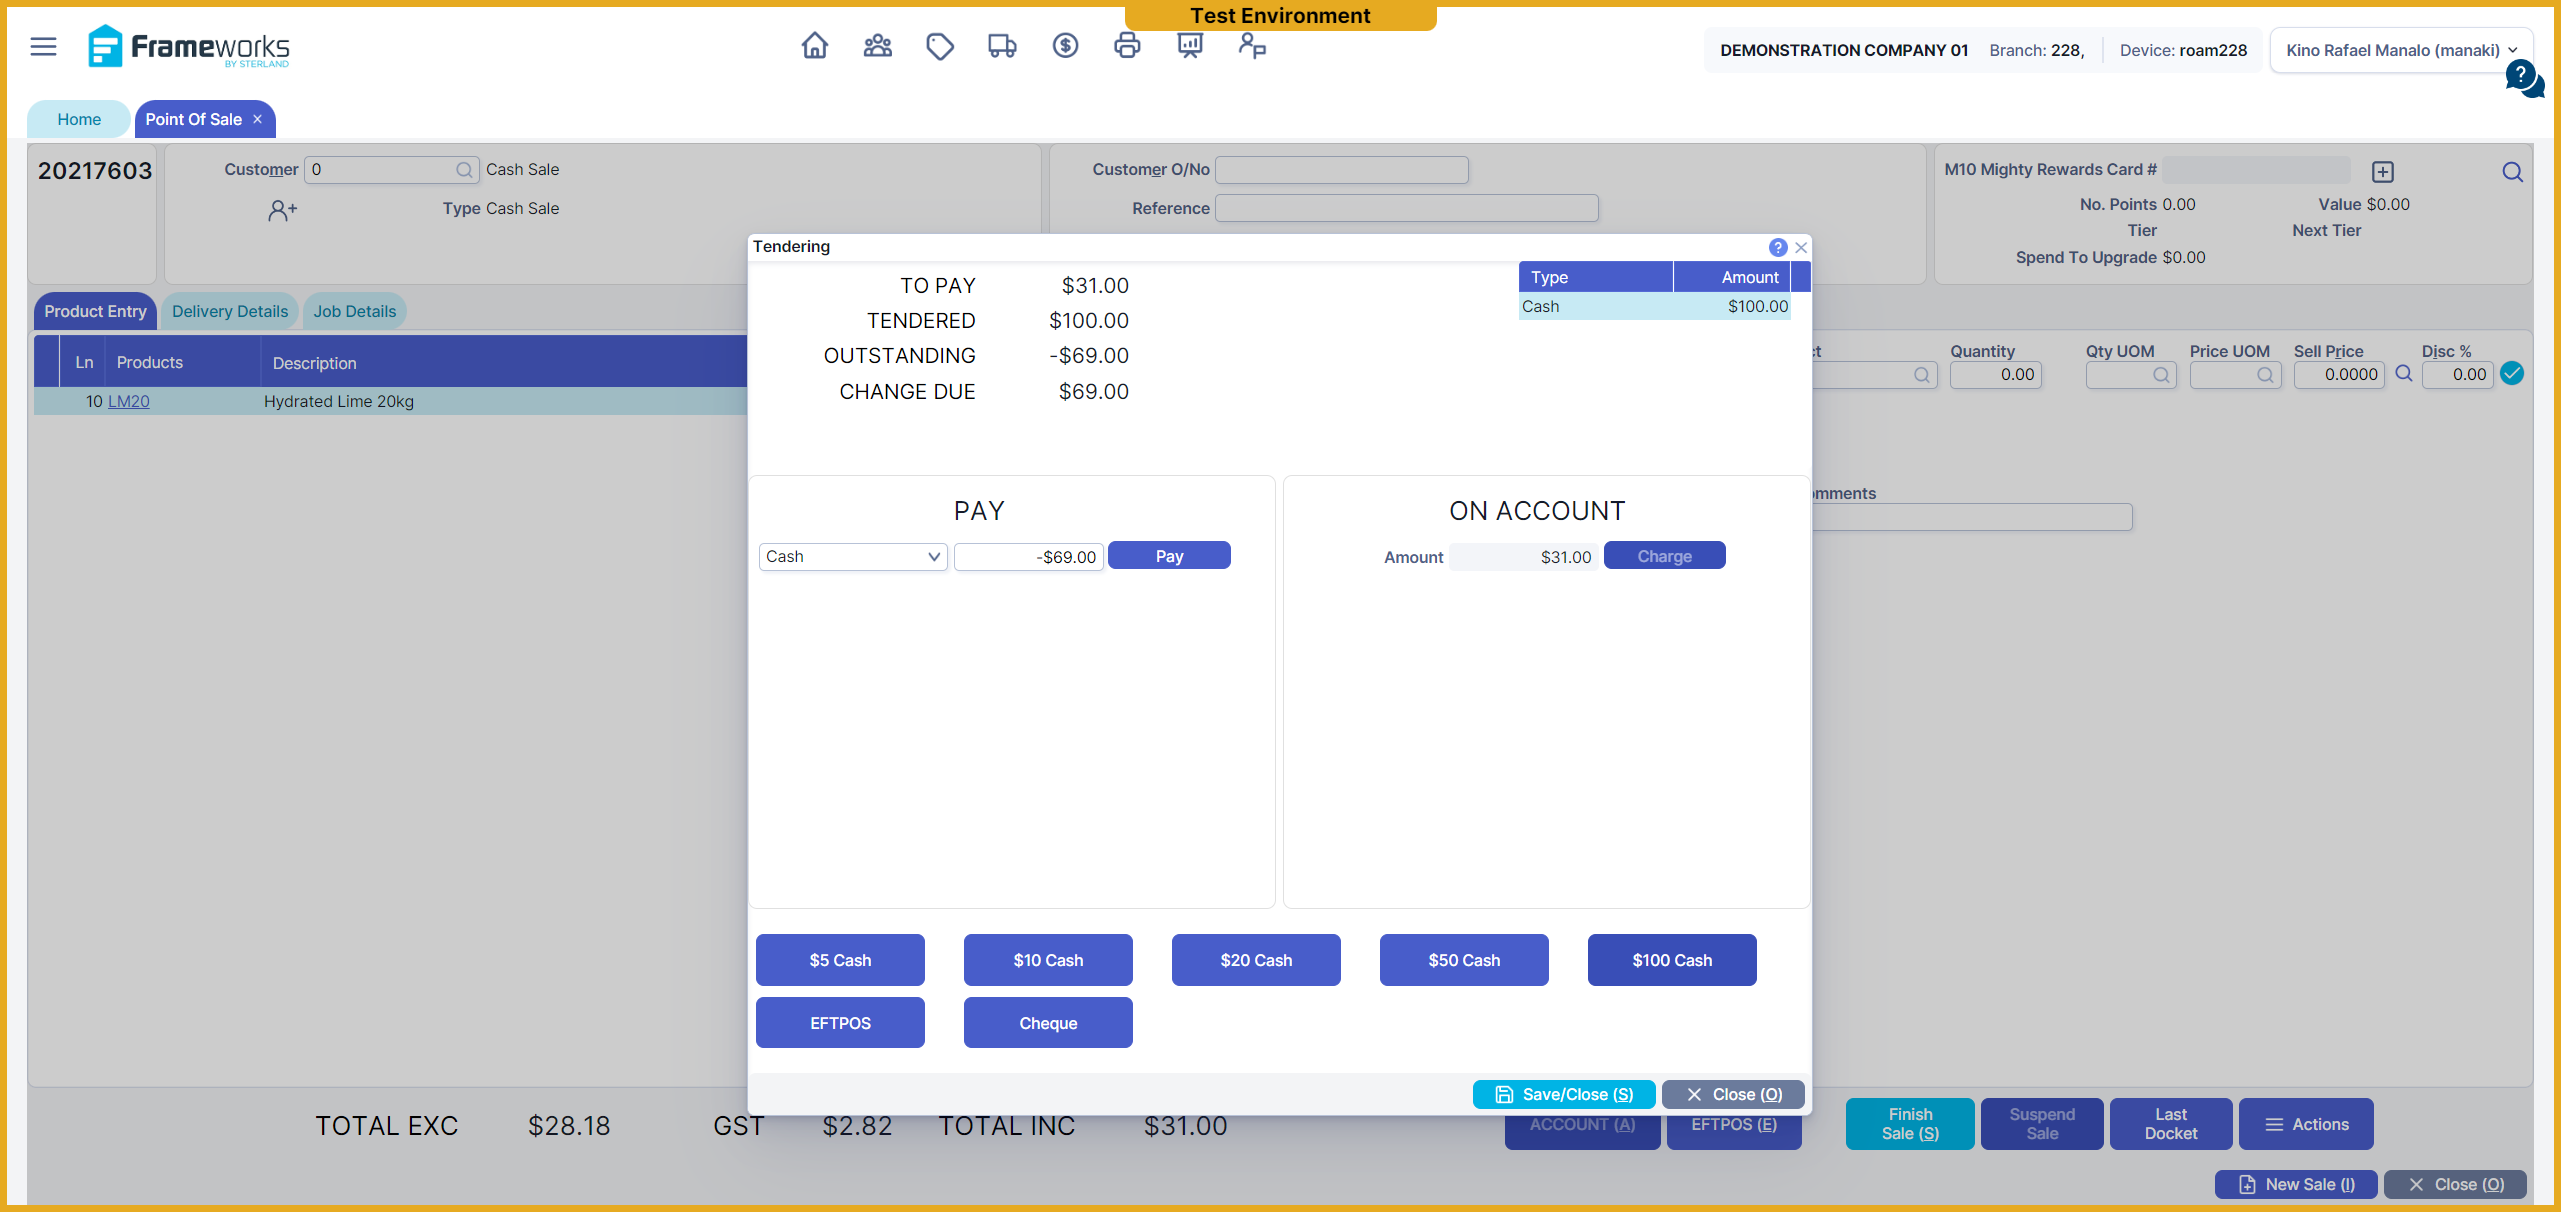 Test Environment
Frameworks
BY STERLAND
DEMONSTRATION COMPANY 01 Branch: 228, Device: roam228 Kino Rafael Manalo (manaki)
?
Home Point Of Sale ×
20217603 Customer 0 Cash Sale Customer O/No M10 Mighty Rewards Card #
Type Cash Sale Reference No. Points 0.00 Value $0.00
Tier Next Tier
Spend To Upgrade $0.00
Tendering ?
TO PAY $31.00
TENDERED $100.00
OUTSTANDING -$69.00
CHANGE DUE $69.00
Type Amount
Cash $100.00
Product Entry Delivery Details Job Details
Ln Products Description
10 LM20 Hydrated Lime 20kg
ct Quantity Qty UOM Price UOM Sell Price Disc %
0.00 0.0000 0.00
omments
PAY
Cash -$69.00 Pay
ON ACCOUNT
Amount $31.00 Charge
$5 Cash $10 Cash $20 Cash $50 Cash $100 Cash
EFTPOS Cheque
Save/Close (S) Close (O)
TOTAL EXC $28.18 GST $2.82 TOTAL INC $31.00
ACCOUNT (A) EFTPOS (E) Finish Sale (S) Suspend Sale Last Docket Actions
New Sale (I) Close (O)